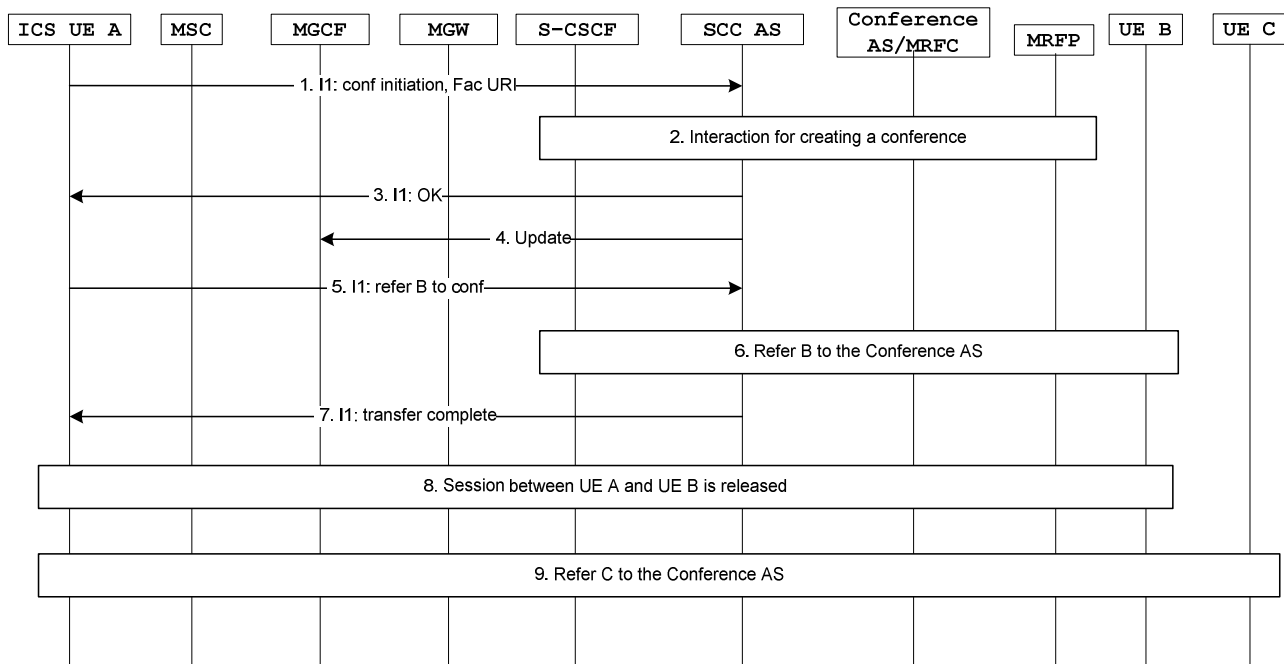 ICS UE A
MSC
MGCF
MGW
S-CSCF
SCC AS
Conference
AS/MRFC
MRFP
UE B
UE C
1. I1: conf initiation, Fac URI
2. Interaction for creating a conference
3. I1: OK
4. Update
5. I1: refer B to conf
6. Refer B to the Conference AS
7. I1: transfer complete
8. Session between UE A and UE B is released
9. Refer C to the Conference AS